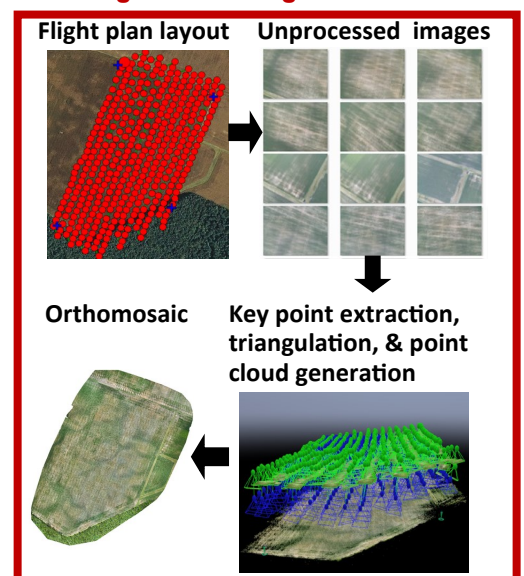 Flight plan layout
Unprocessed images
Orthomosaic
Key point extraction,
triangulation, & point
cloud generation